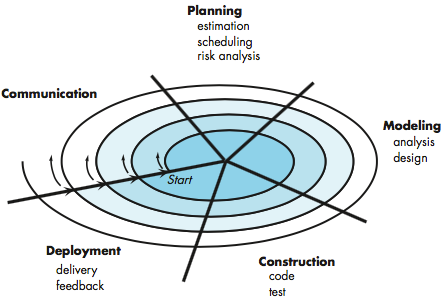 Planning
estimation
scheduling
risk analysis
Communication
Modeling
analysis
design
Start
Deployment
delivery
feedback
Construction
code
test